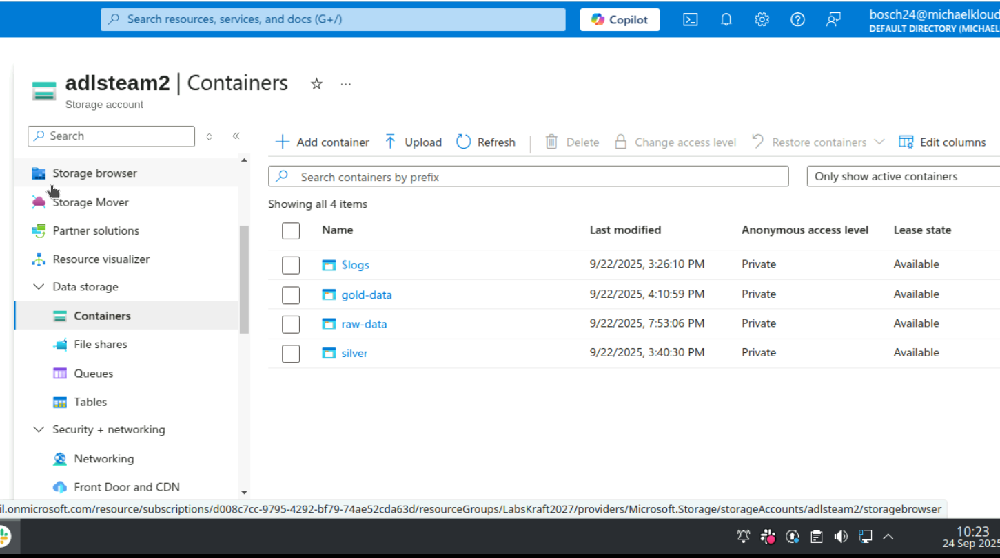 Search resources, services, and docs (G+/)
Copilot
bosch24@michaelkloud
DEFAULT DIRECTORY (MICHAEL
adlsteam2 | Containers
Storage account
Search
Add container
Upload
Refresh
Delete
Change access level
Restore containers
Edit columns
Storage browser
Search containers by prefix
Only show active containers
Storage Mover
Showing all 4 items
Partner solutions
Name Last modified Anonymous access level Lease state
Resource visualizer
$logs 9/22/2025, 3:26:10 PM Private Available
Data storage
gold-data 9/22/2025, 4:10:59 PM Private Available
Containers
raw-data 9/22/2025, 7:53:06 PM Private Available
File shares
silver 9/22/2025, 3:40:30 PM Private Available
Queues
Tables
Security + networking
Networking
Front Door and CDN
il.onmicrosoft.com/resource/subscriptions/d008c7cc-9795-4292-bf79-74ae52cda63d/resourceGroups/LabsKraft2027/providers/Microsoft.Storage/storageAccounts/adlsteam2/storagebrowser
10:23
24 Sep 2025